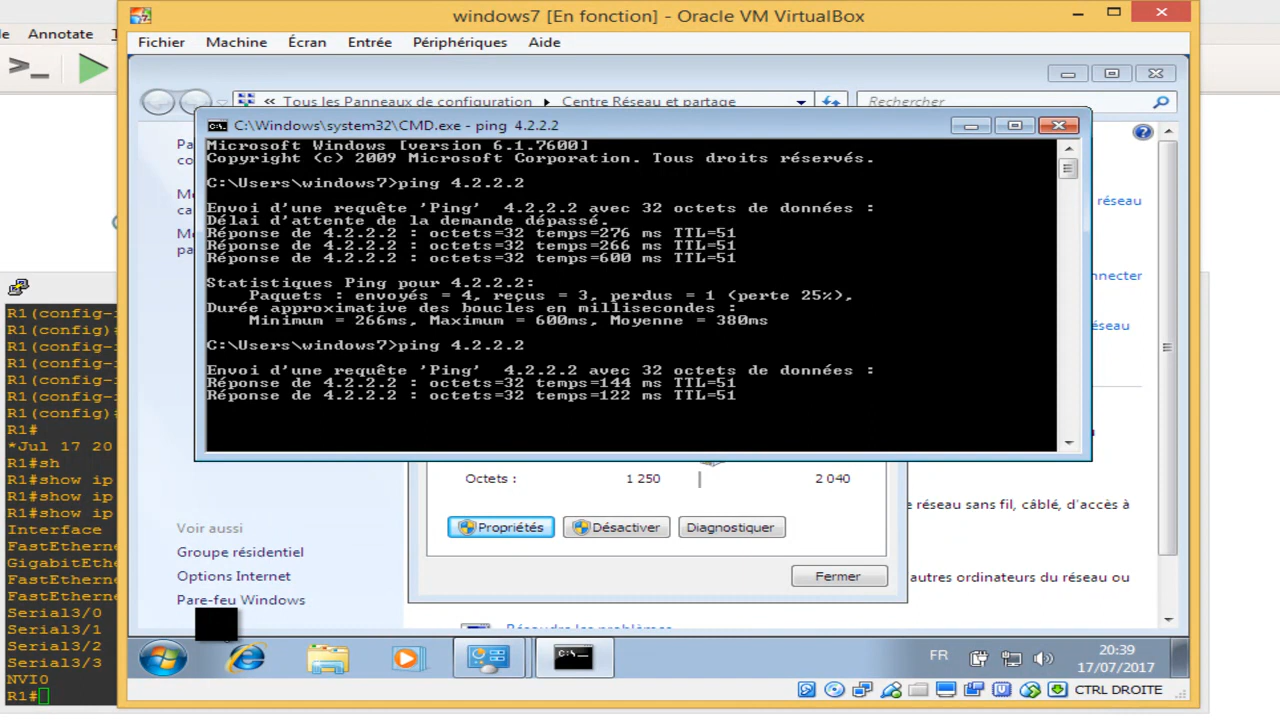 windows7 [En fonction] - Oracle VM VirtualBox
le Annotate
Fichier Machine Écran Entrée Périphériques Aide
« Tous les Panneaux de configuration ▸ Centre Réseau et partage
Rechercher
C:\Windows\system32\CMD.exe - ping 4.2.2.2
Microsoft Windows [version 6.1.7600]
Copyright (c) 2009 Microsoft Corporation. Tous droits réservés.
C:\Users\windows7>ping 4.2.2.2
Envoi d'une requête 'Ping' 4.2.2.2 avec 32 octets de données :
Délai d'attente de la demande dépassé.
Réponse de 4.2.2.2 : octets=32 temps=276 ms TTL=51
Réponse de 4.2.2.2 : octets=32 temps=266 ms TTL=51
Réponse de 4.2.2.2 : octets=32 temps=600 ms TTL=51
Statistiques Ping pour 4.2.2.2:
Paquets : envoyés = 4, reçus = 3, perdus = 1 (perte 25%),
Durée approximative des boucles en millisecondes :
Minimum = 266ms, Maximum = 600ms, Moyenne = 380ms
C:\Users\windows7>ping 4.2.2.2
Envoi d'une requête 'Ping' 4.2.2.2 avec 32 octets de données :
Réponse de 4.2.2.2 : octets=32 temps=144 ms TTL=51
Réponse de 4.2.2.2 : octets=32 temps=122 ms TTL=51
Pa
co
Me
ca
Me
pa
réseau
nnecter
éseau
Octets : 1 250 2 040
Propriétés Désactiver Diagnostiquer
Fermer
e réseau sans fil, câblé, d'accès à
autres ordinateurs du réseau ou
Résoudre les problèmes
Voir aussi
Groupe résidentiel
Options Internet
Pare-feu Windows
R1(config-i
R1(config)#
R1(config-i
R1(config-i
R1(config-i
R1(config-i
R1(config)#
R1#
*Jul 17 20
R1#sh
R1#show ip
R1#show ip
R1#show ip
Interface
FastEtherne
GigabitEthe
FastEtherne
FastEtherne
Serial3/0
Serial3/1
Serial3/2
Serial3/3
NVI0
R1#
FR
20:39
17/07/2017
CTRL DROITE